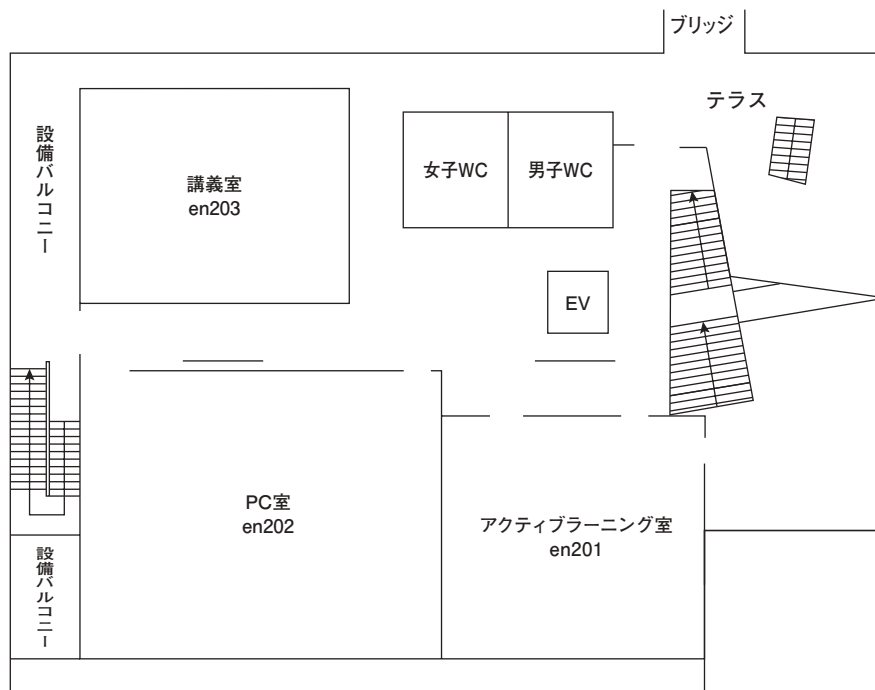 ブリッジ
テラス
設備バルコニー
講義室
en203
女子WC
男子WC
EV
PC室
en202
アクティブラーニング室
en201
設備バルコニー